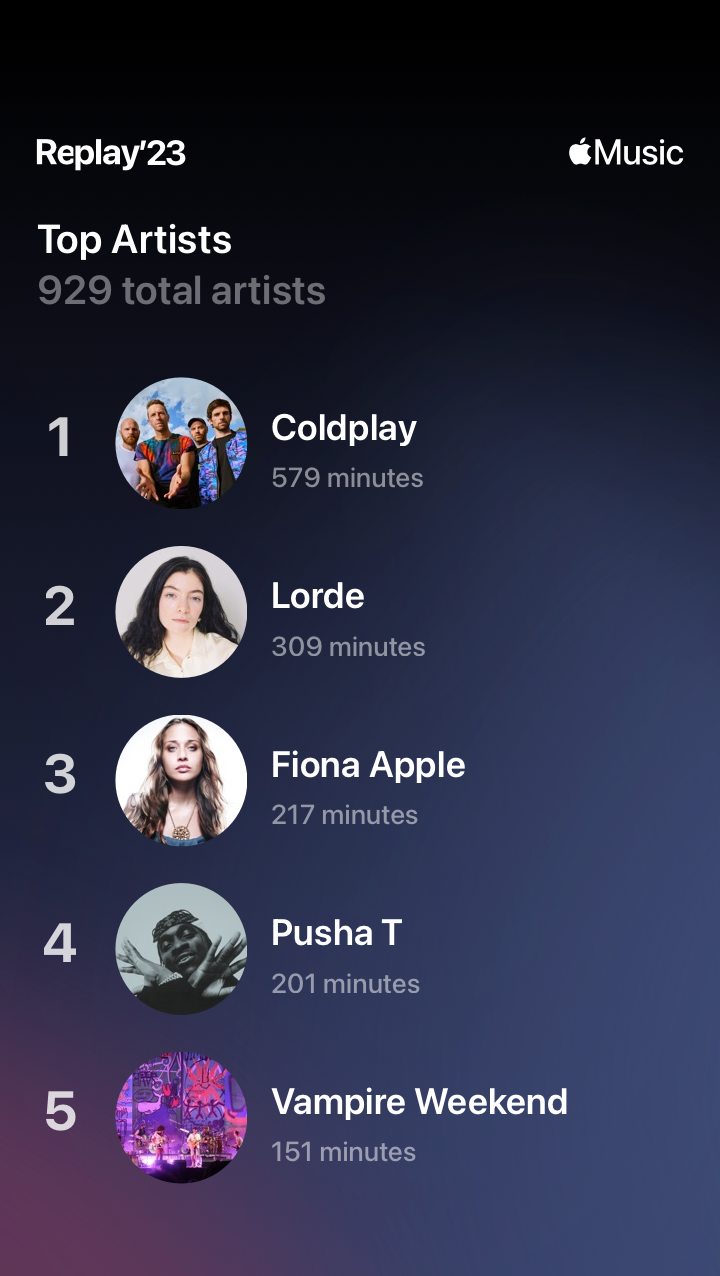 Replay'23
Music
Top Artists
929 total artists
1
Coldplay
579 minutes
2
Lorde
309 minutes
3
Fiona Apple
217 minutes
4
Pusha T
201 minutes
5
Vampire Weekend
151 minutes